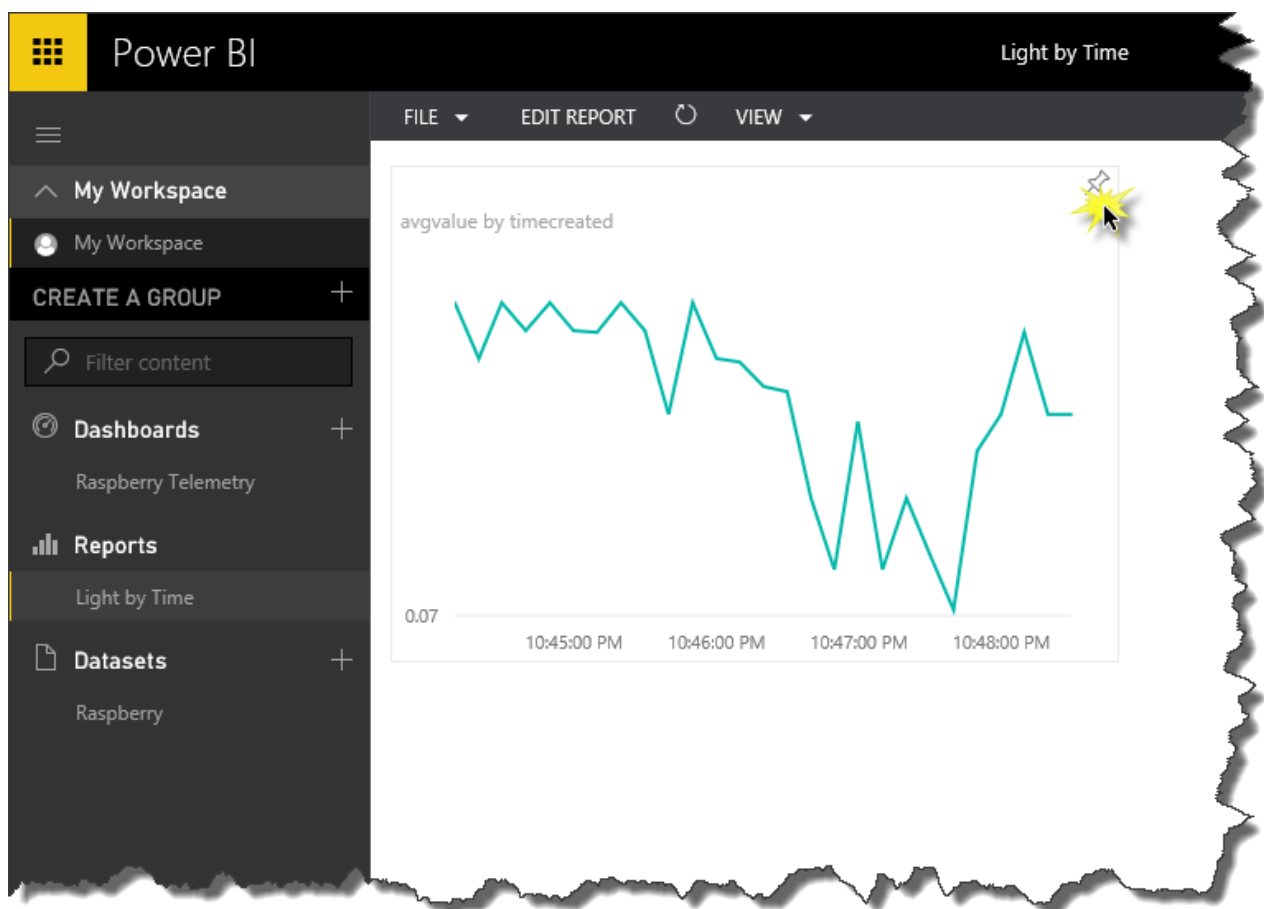 Power BI
Light by Time
FILE EDIT REPORT VIEW
My Workspace
My Workspace
CREATE A GROUP
Filter content
Dashboards
Raspberry Telemetry
Reports
Light by Time
Datasets
Raspberry
avgvalue by timecreated
0.07
10:45:00 PM 10:46:00 PM 10:47:00 PM 10:48:00 PM